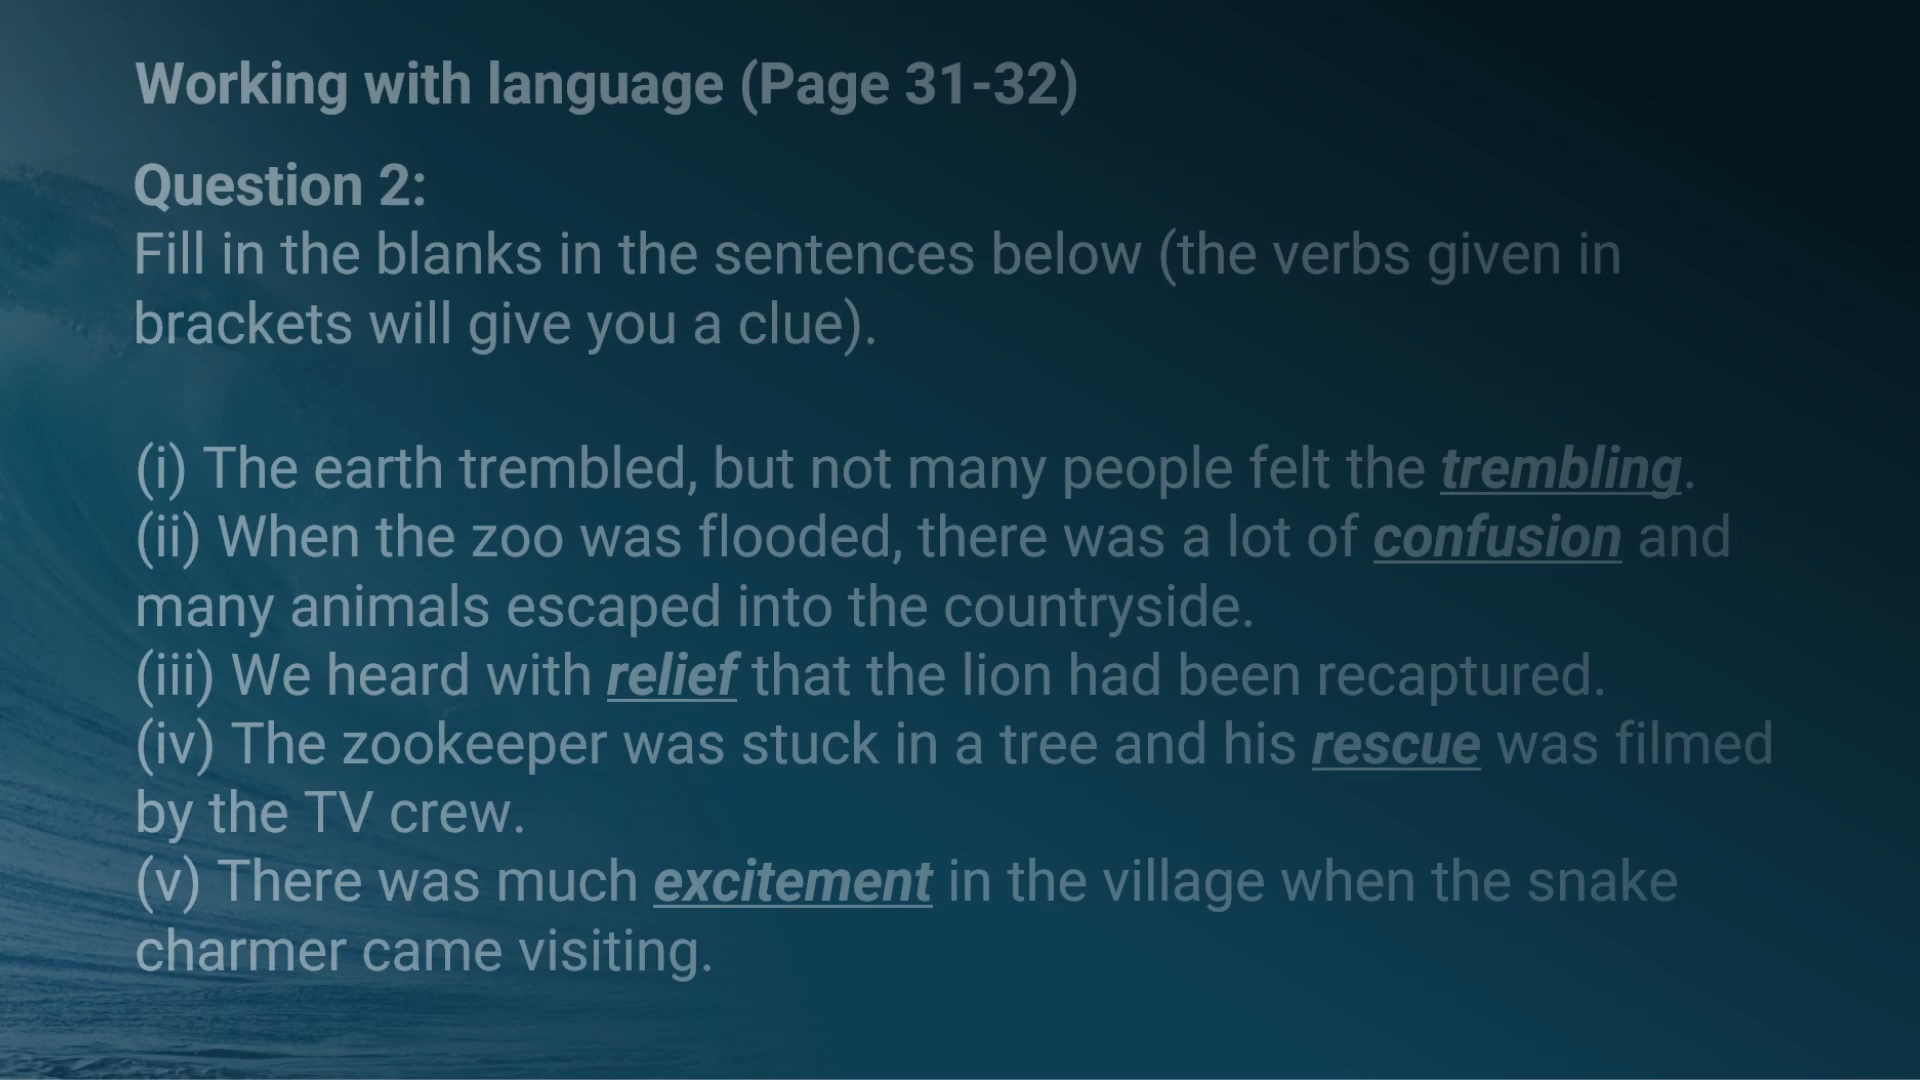 Working with language (Page 31-32)
Question 2:
Fill in the blanks in the sentences below (the verbs given in
brackets will give you a clue).
(i) The earth trembled, but not many people felt the trembling.
(ii) When the zoo was flooded, there was a lot of confusion and
many animals escaped into the countryside.
(iii) We heard with relief that the lion had been recaptured.
(iv) The zookeeper was stuck in a tree and his rescue was filmed
by the TV crew.
(v) There was much excitement in the village when the snake
charmer came visiting.